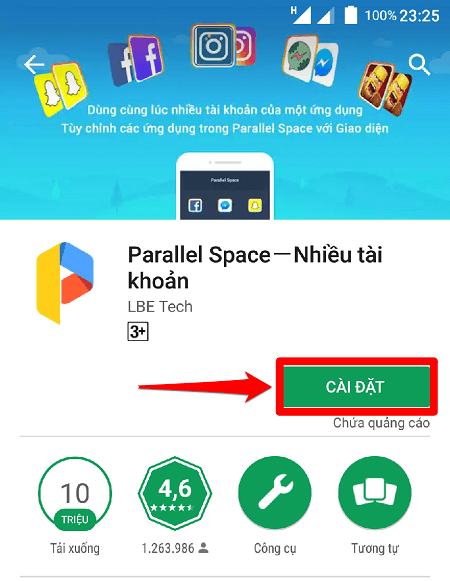 H 100% 23:25
Dùng cùng lúc nhiều tài khoản của một ứng dụng
Tùy chỉnh các ứng dụng trong Parallel Space với Giao diện
Parallel Space
Parallel Space—Nhiều tài
khoản
LBE Tech
3+
CÀI ĐẶT
Chứa quảng cáo
10
TRIỆU
4,6
Tải xuống
1.263.986
Công cụ
Tương tự